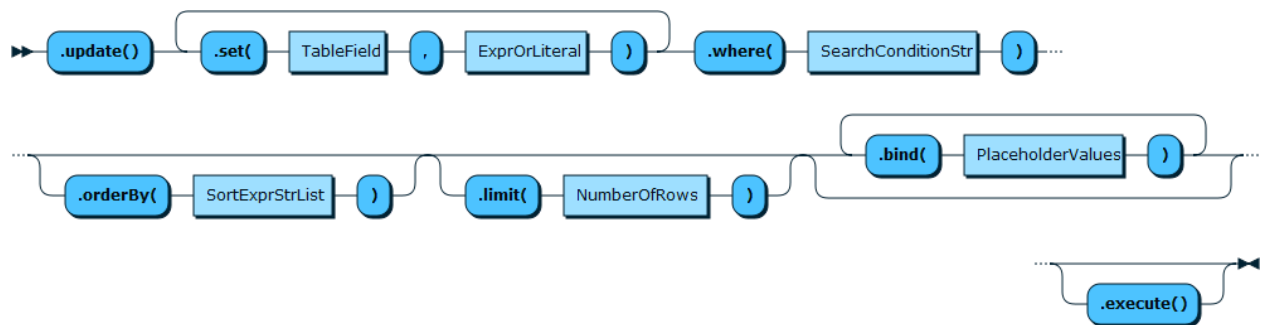 .update() .set( TableField , ExprOrLiteral ) .where( SearchConditionStr )
.bind( PlaceholderValues )
.orderBy( SortExprStrList ) .limit( NumberOfRows )
.execute()